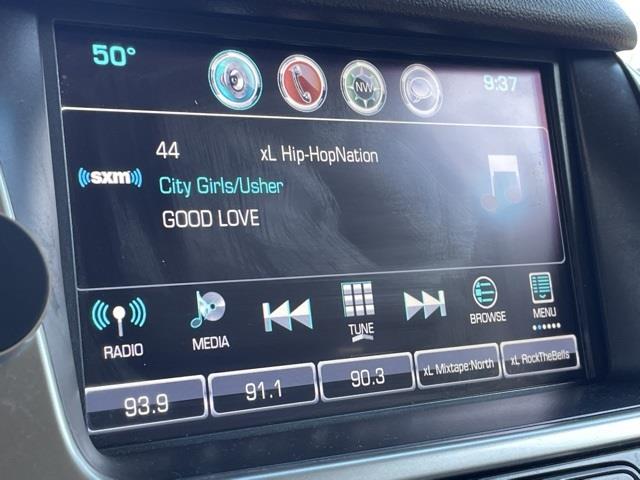 50°
NW
9:37
44 xL Hip-HopNation
sxm
City Girls/Usher
GOOD LOVE
RADIO
MEDIA
TUNE
BROWSE
MENU
93.9
91.1
90.3
xL Mixtape:North
xL RockTheBells